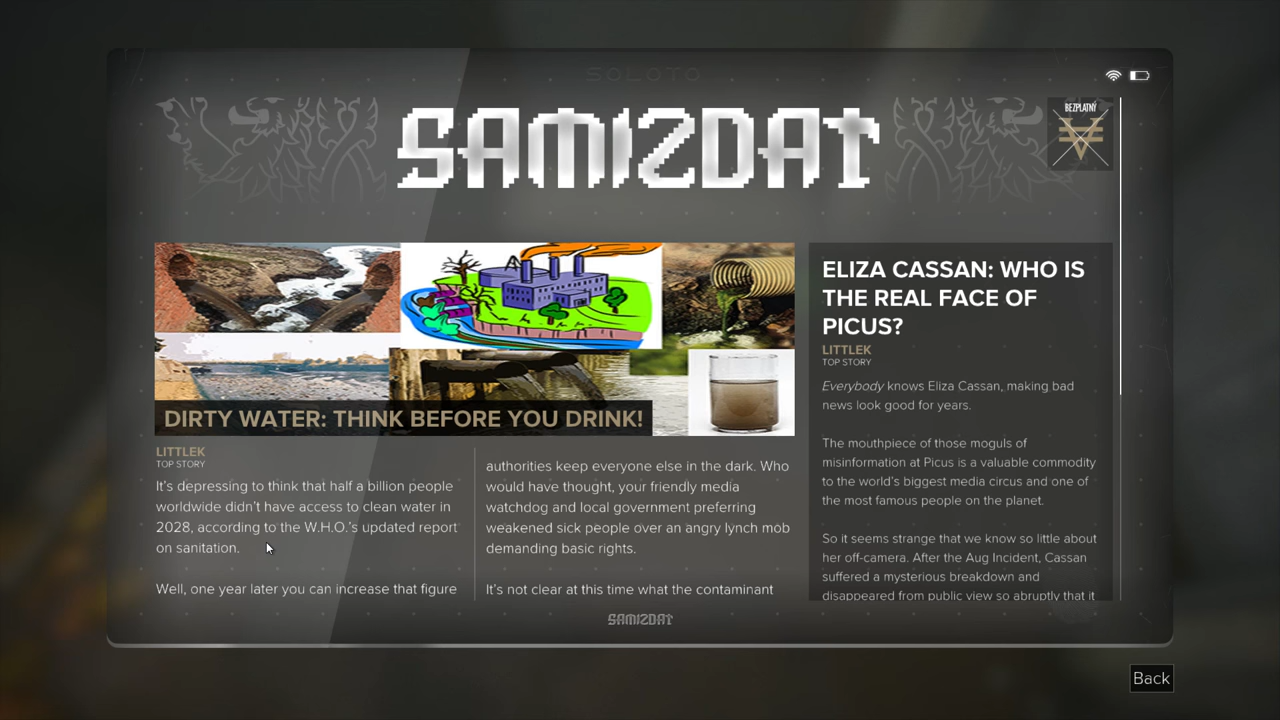 SOLOTO
SAMIZDAT
BEZPLATNY
DIRTY WATER: THINK BEFORE YOU DRINK!
LITTLEK
TOP STORY
It's depressing to think that half a billion people
worldwide didn't have access to clean water in
2028, according to the W.H.O.'s updated report
on sanitation.
Well, one year later you can increase that figure
authorities keep everyone else in the dark. Who
would have thought, your friendly media
watchdog and local government preferring
weakened sick people over an angry lynch mob
demanding basic rights.
It's not clear at this time what the contaminant
ELIZA CASSAN: WHO IS
THE REAL FACE OF
PICUS?
LITTLEK
TOP STORY
Everybody knows Eliza Cassan, making bad
news look good for years.
The mouthpiece of those moguls of
misinformation at Picus is a valuable commodity
to the world's biggest media circus and one of
the most famous people on the planet.
So it seems strange that we know so little about
her off-camera. After the Aug Incident, Cassan
suffered a mysterious breakdown and
disappeared from public view so abruptly that it
SAMIZDAT
Back